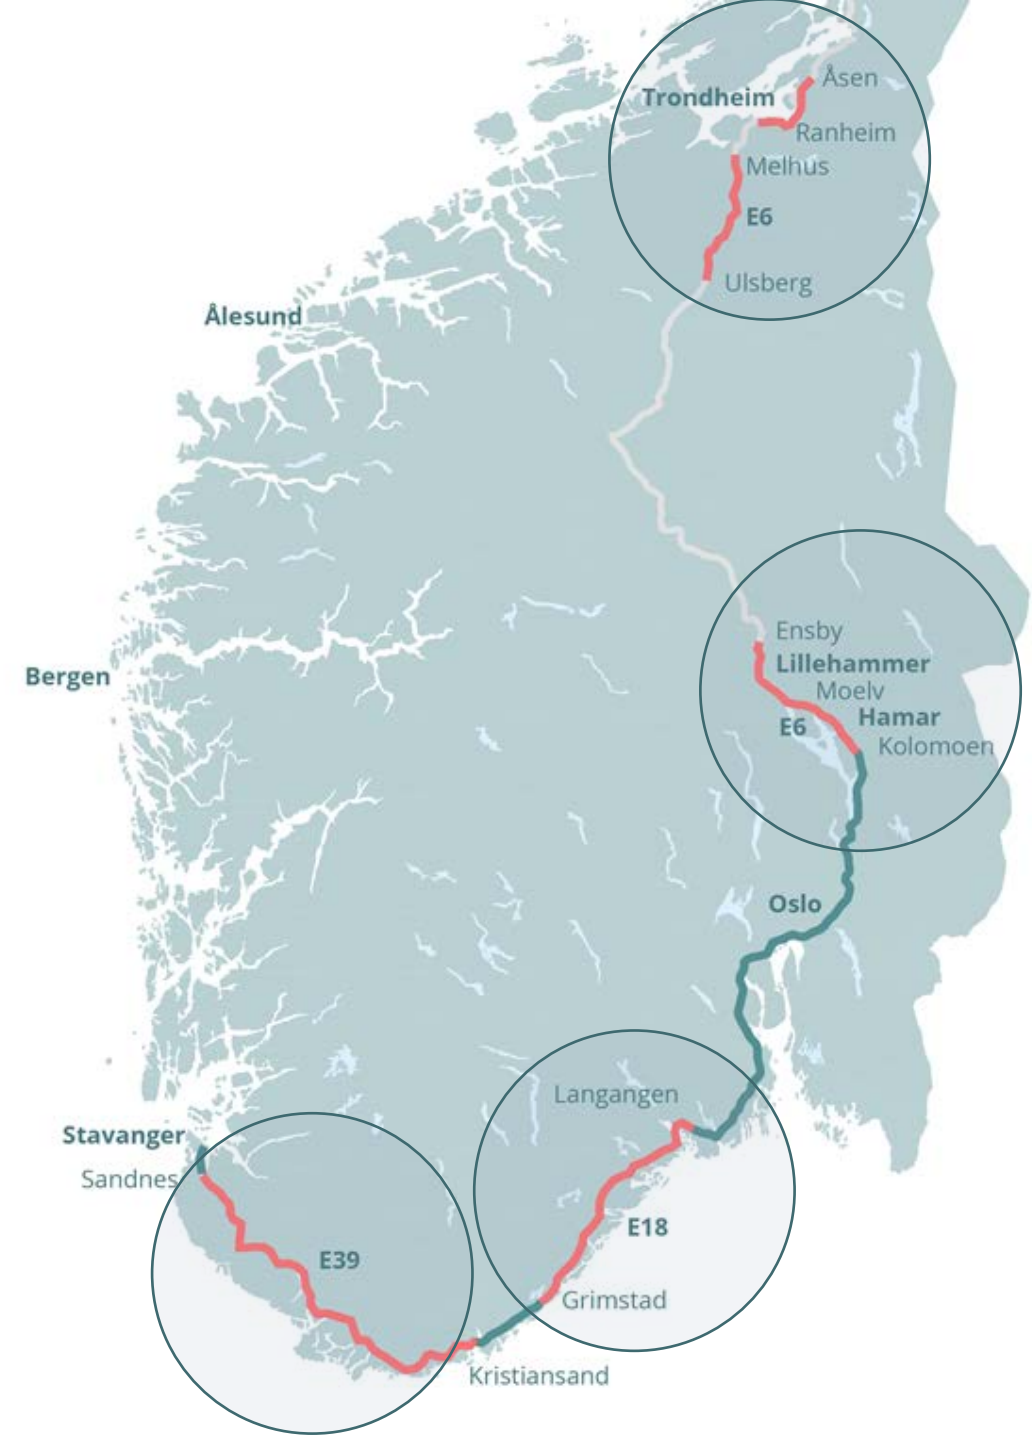 Åsen
Trondheim
Ranheim
Melhus
E6
Ulsberg
Ålesund
Ensby
Lillehammer
Bergen
Moelv
Hamar
E6
Kolomoen
Oslo
Langangen
Stavanger
Sandnes
E18
E39
Grimstad
Kristiansand